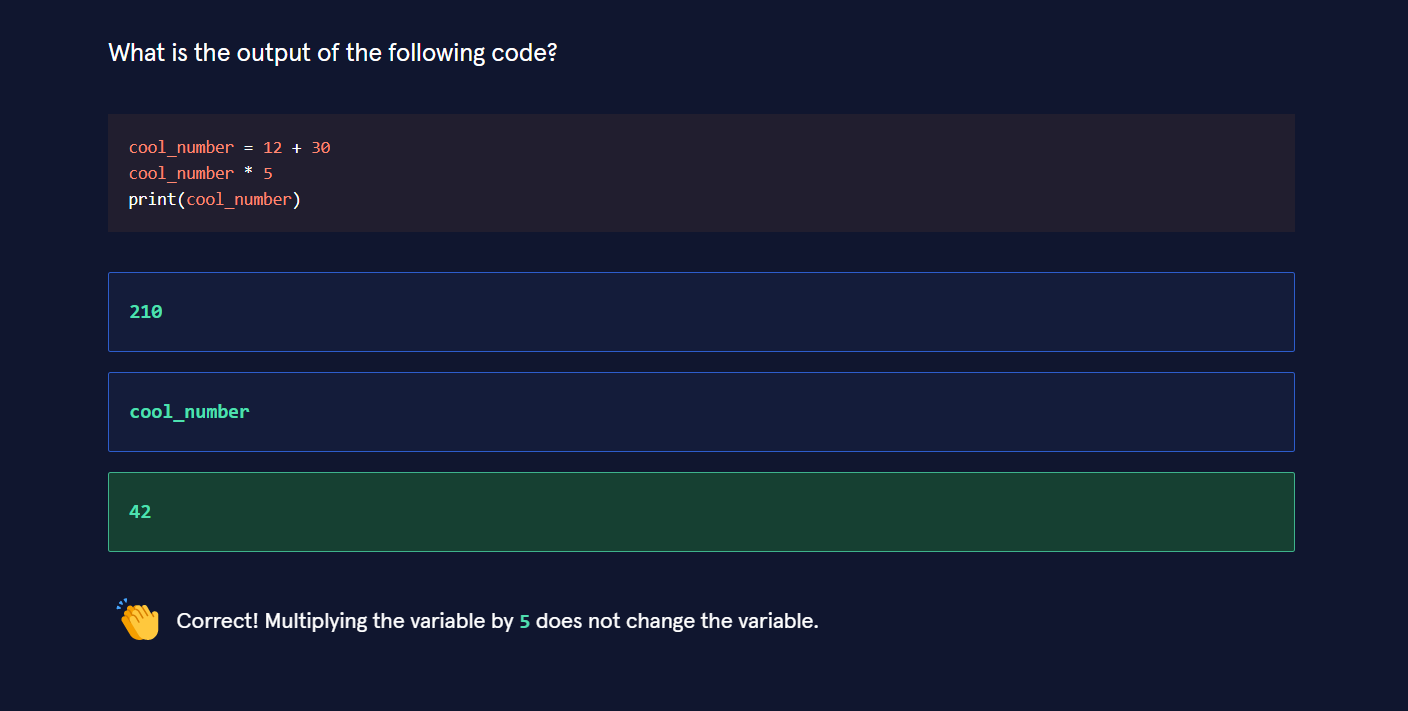 What is the output of the following code?
cool_number = 12 + 30
cool_number * 5
print(cool_number)
210
cool_number
42
Correct! Multiplying the variable by 5 does not change the variable.